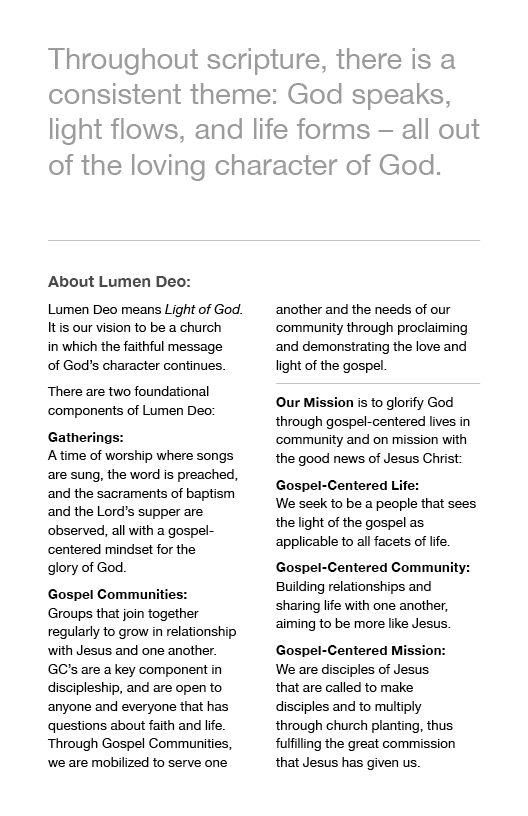 Throughout scripture, there is a
consistent theme: God speaks,
light flows, and life forms – all out
of the loving character of God.
About Lumen Deo:
Lumen Deo means Light of God.
It is our vision to be a church
in which the faithful message
of God's character continues.
There are two foundational
components of Lumen Deo:
Gatherings:
A time of worship where songs
are sung, the word is preached,
and the sacraments of baptism
and the Lord's supper are
observed, all with a gospel-
centered mindset for the
glory of God.
Gospel Communities:
Groups that join together
regularly to grow in relationship
with Jesus and one another.
GC's are a key component in
discipleship, and are open to
anyone and everyone that has
questions about faith and life.
Through Gospel Communities,
we are mobilized to serve one
another and the needs of our
community through proclaiming
and demonstrating the love and
light of the gospel.
Our Mission is to glorify God
through gospel-centered lives in
community and on mission with
the good news of Jesus Christ:
Gospel-Centered Life:
We seek to be a people that sees
the light of the gospel as
applicable to all facets of life.
Gospel-Centered Community:
Building relationships and
sharing life with one another,
aiming to be more like Jesus.
Gospel-Centered Mission:
We are disciples of Jesus
that are called to make
disciples and to multiply
through church planting, thus
fulfilling the great commission
that Jesus has given us.